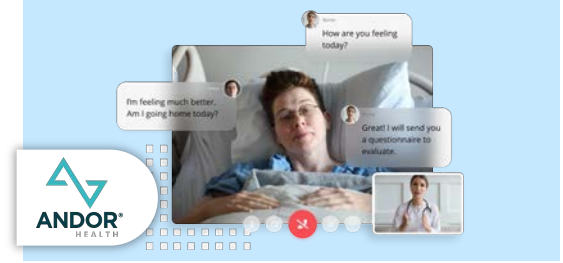 How are you feeling
today?
I'm feeling much better.
Am I going home today?
Great! I will send you
a questionnaire to
evaluate.
ANDOR®
HEALTH